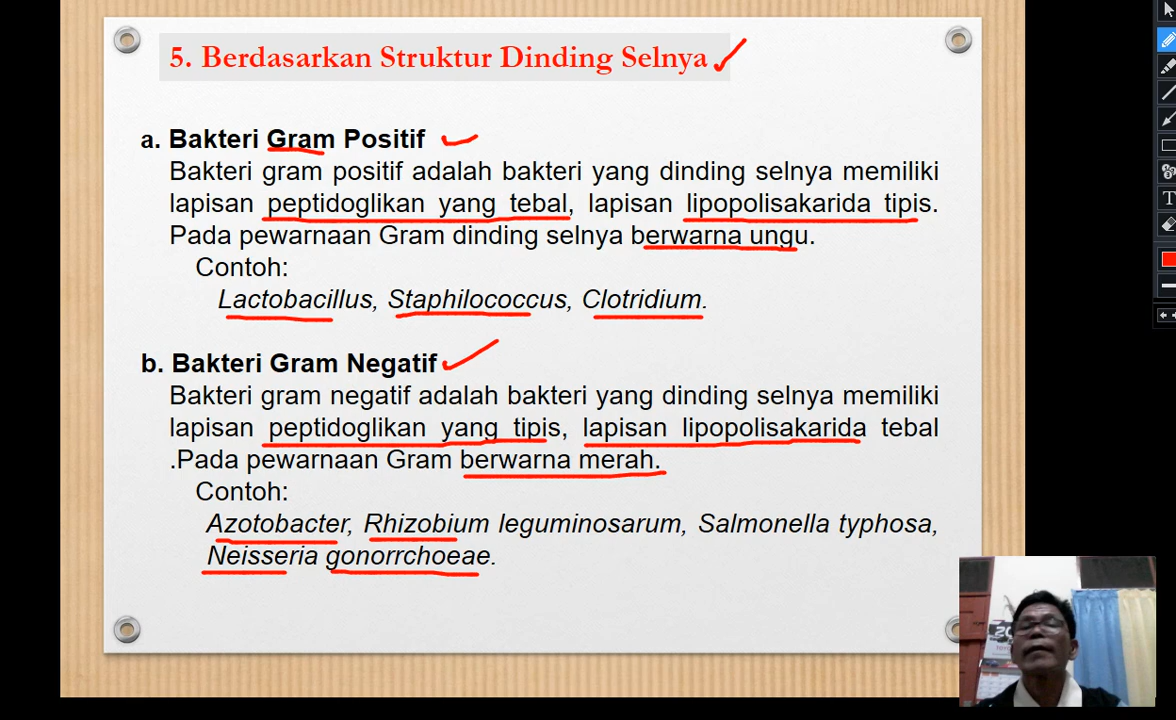 5. Berdasarkan Struktur Dinding Selnya
a. Bakteri Gram Positif
Bakteri gram positif adalah bakteri yang dinding selnya memiliki
lapisan peptidoglikan yang tebal, lapisan lipopolisakarida tipis.
Pada pewarnaan Gram dinding selnya berwarna ungu.
Contoh:
Lactobacillus, Staphilococcus, Clotridium.
b. Bakteri Gram Negatif
Bakteri gram negatif adalah bakteri yang dinding selnya memiliki
lapisan peptidoglikan yang tipis, lapisan lipopolisakarida tebal
.Pada pewarnaan Gram berwarna merah.
Contoh:
Azotobacter, Rhizobium leguminosarum, Salmonella typhosa,
Neisseria gonorrchoeae.